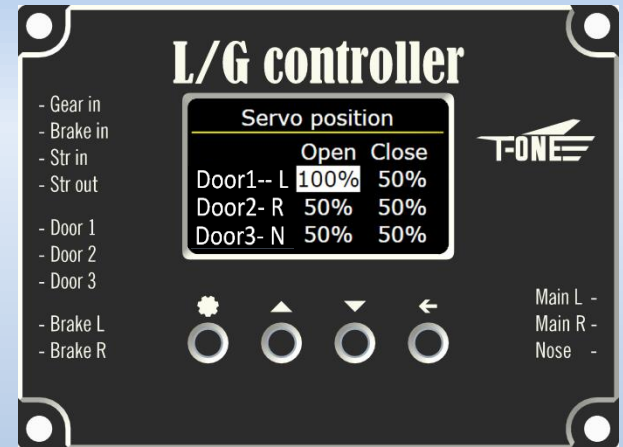 L/G controller
- Gear in
- Brake in
- Str in
- Str out
- Door 1
- Door 2
- Door 3
- Brake L
- Brake R
Servo position
Open Close
Door1-- L 100% 50%
Door2- R 50% 50%
Door3- N 50% 50%
T-ONE
Main L -
Main R -
Nose -